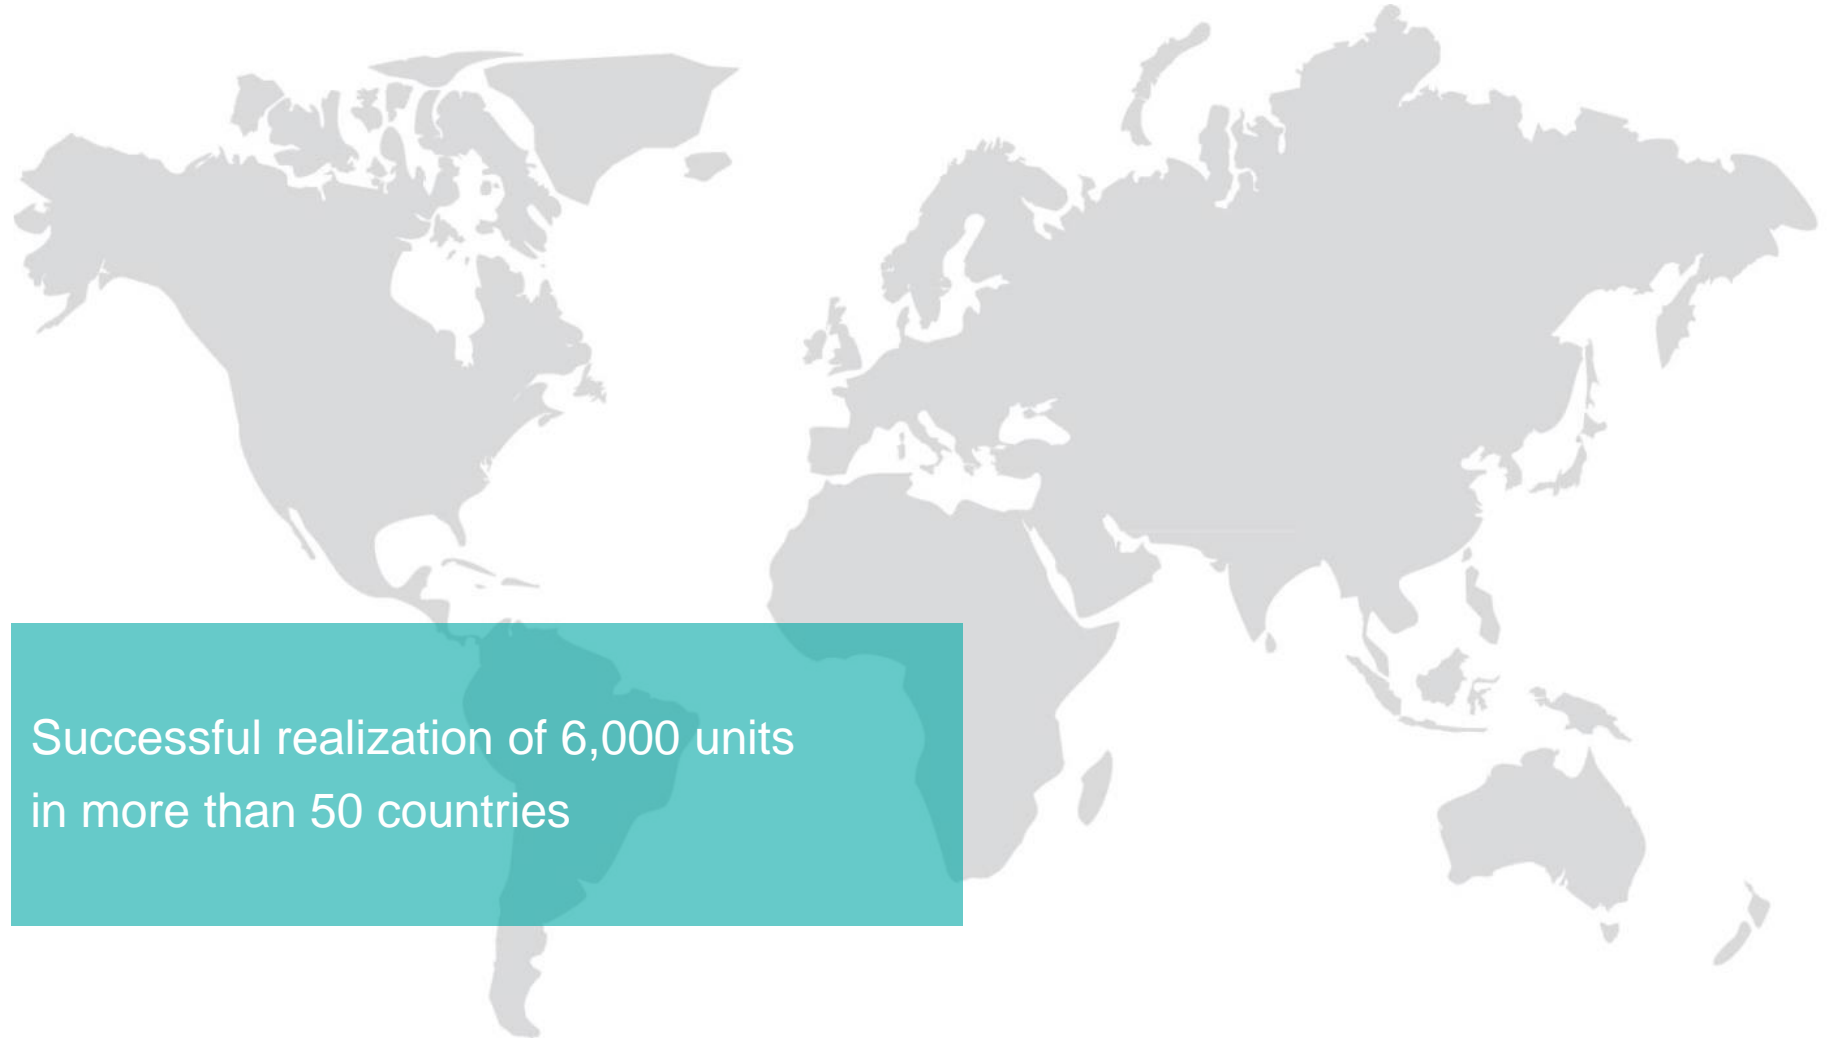 Successful realization of 6,000 units
in more than 50 countries